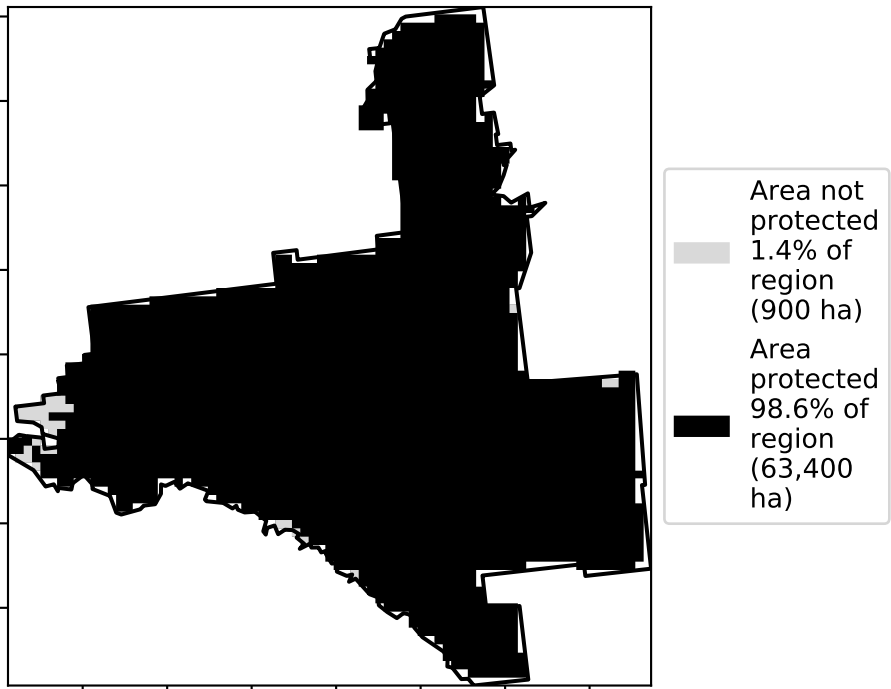 Area not
protected
1.4% of
region
(900 ha)
Area
protected
98.6% of
region
(63,400
ha)